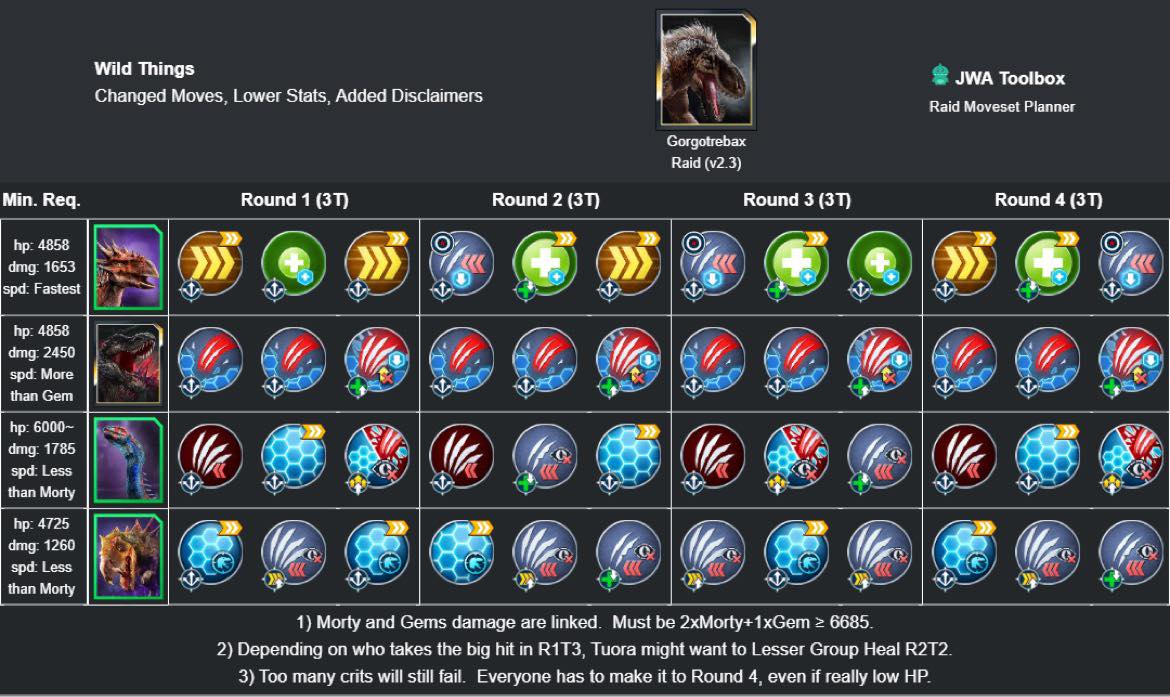 Wild Things
Changed Moves, Lower Stats, Added Disclaimers
Gorgotrebax
Raid (v2.3)
JWA Toolbox
Raid Moveset Planner
Min. Req.
Round 1 (3T)
Round 2 (3T)
Round 3 (3T)
Round 4 (3T)
hp: 4858
dmg: 1653
spd: Fastest
hp: 4858
dmg: 2450
spd: More
than Gem
hp: 6000~
dmg: 1785
spd: Less
than Morty
hp: 4725
dmg: 1260
spd: Less
than Morty
1) Morty and Gems damage are linked. Must be 2xMorty+1xGem ≥ 6685.
2) Depending on who takes the big hit in R1T3, Tuora might want to Lesser Group Heal R2T2.
3) Too many crits will still fail. Everyone has to make it to Round 4, even if really low HP.